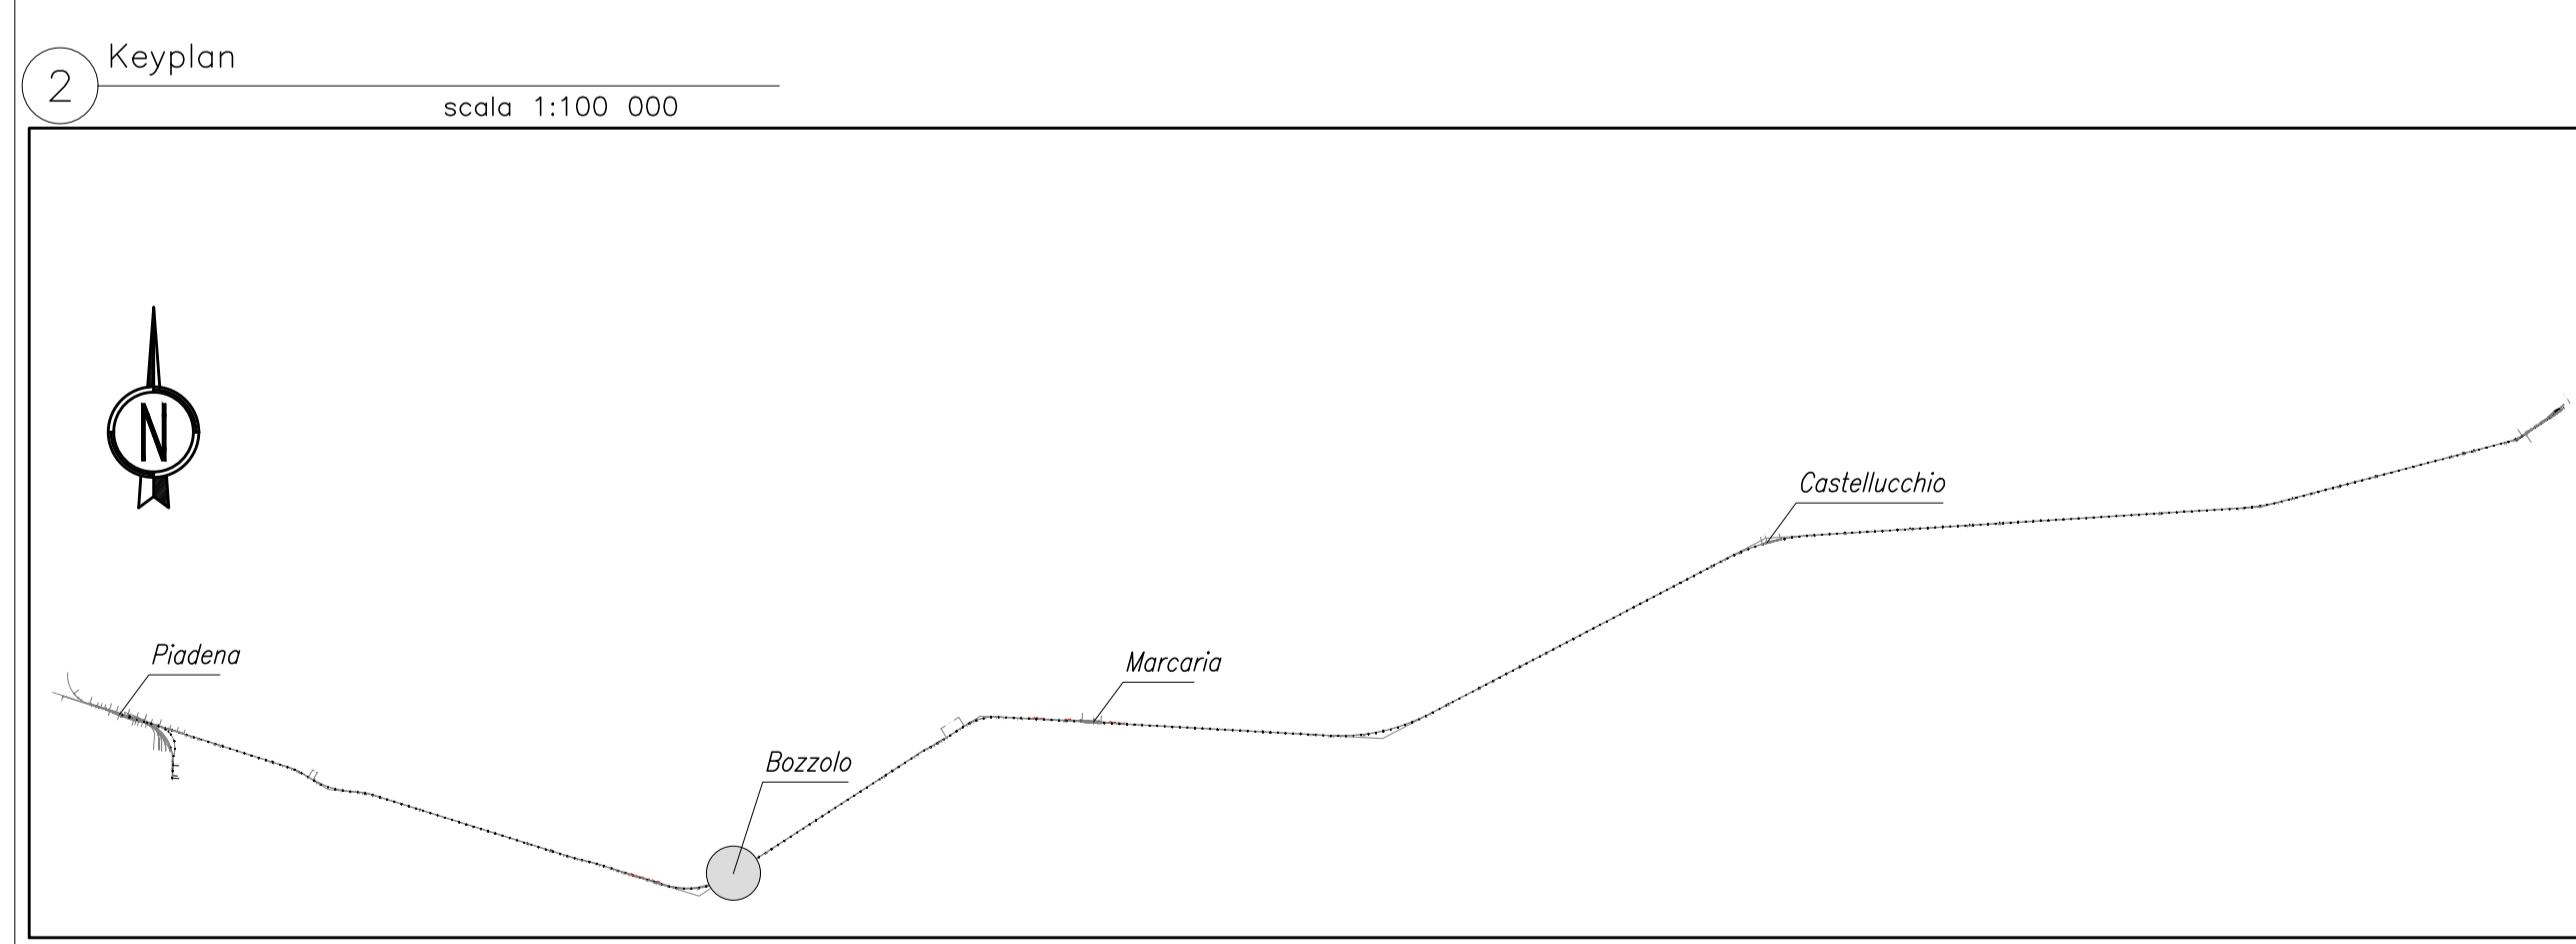 2
Keyplan
scala 1:100 000
N
Castellucchio
Piadena
Marcaria
Bozzolo